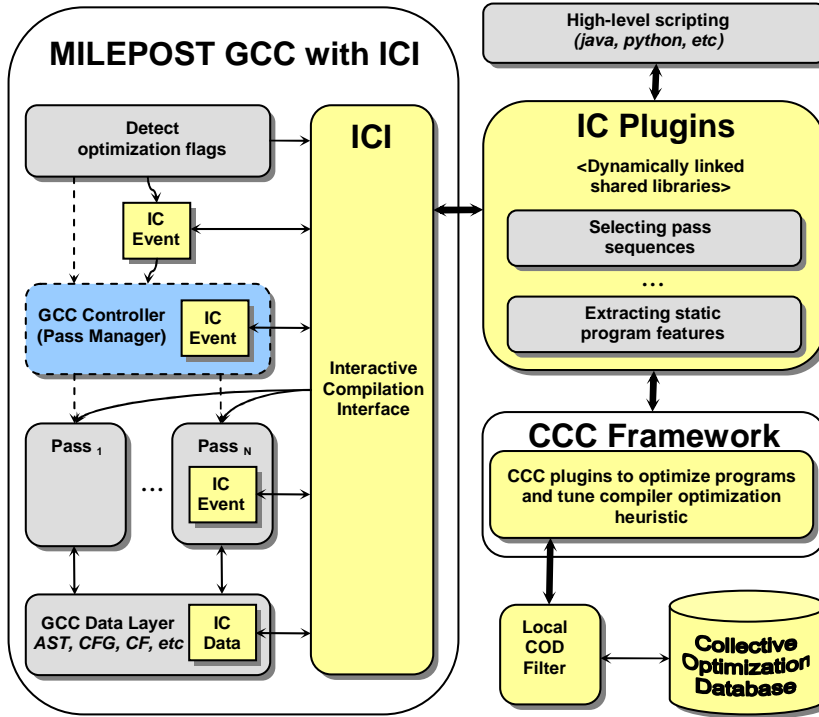 MILEPOST GCC with ICI
Detect
optimization flags
IC
Event
GCC Controller
(Pass Manager)
IC
Event
Pass 1
...
Pass N
IC
Event
GCC Data Layer
AST, CFG, CF, etc
IC
Data
ICI
Interactive
Compilation
Interface
High-level scripting
(java, python, etc)
IC Plugins
<Dynamically linked
shared libraries>
Selecting pass
sequences
...
Extracting static
program features
CCC Framework
CCC plugins to optimize programs
and tune compiler optimization
heuristic
Local
COD
Filter
Collective
Optimization
Database